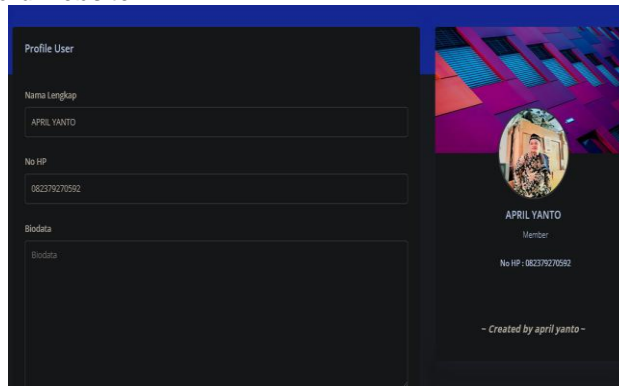 Profile User
Nama Lengkap
APRIL YANTO
No HP
082379270592
Biodata
Biodata
APRIL YANTO
Member
No HP : 082379270592
~ Created by april yanto ~